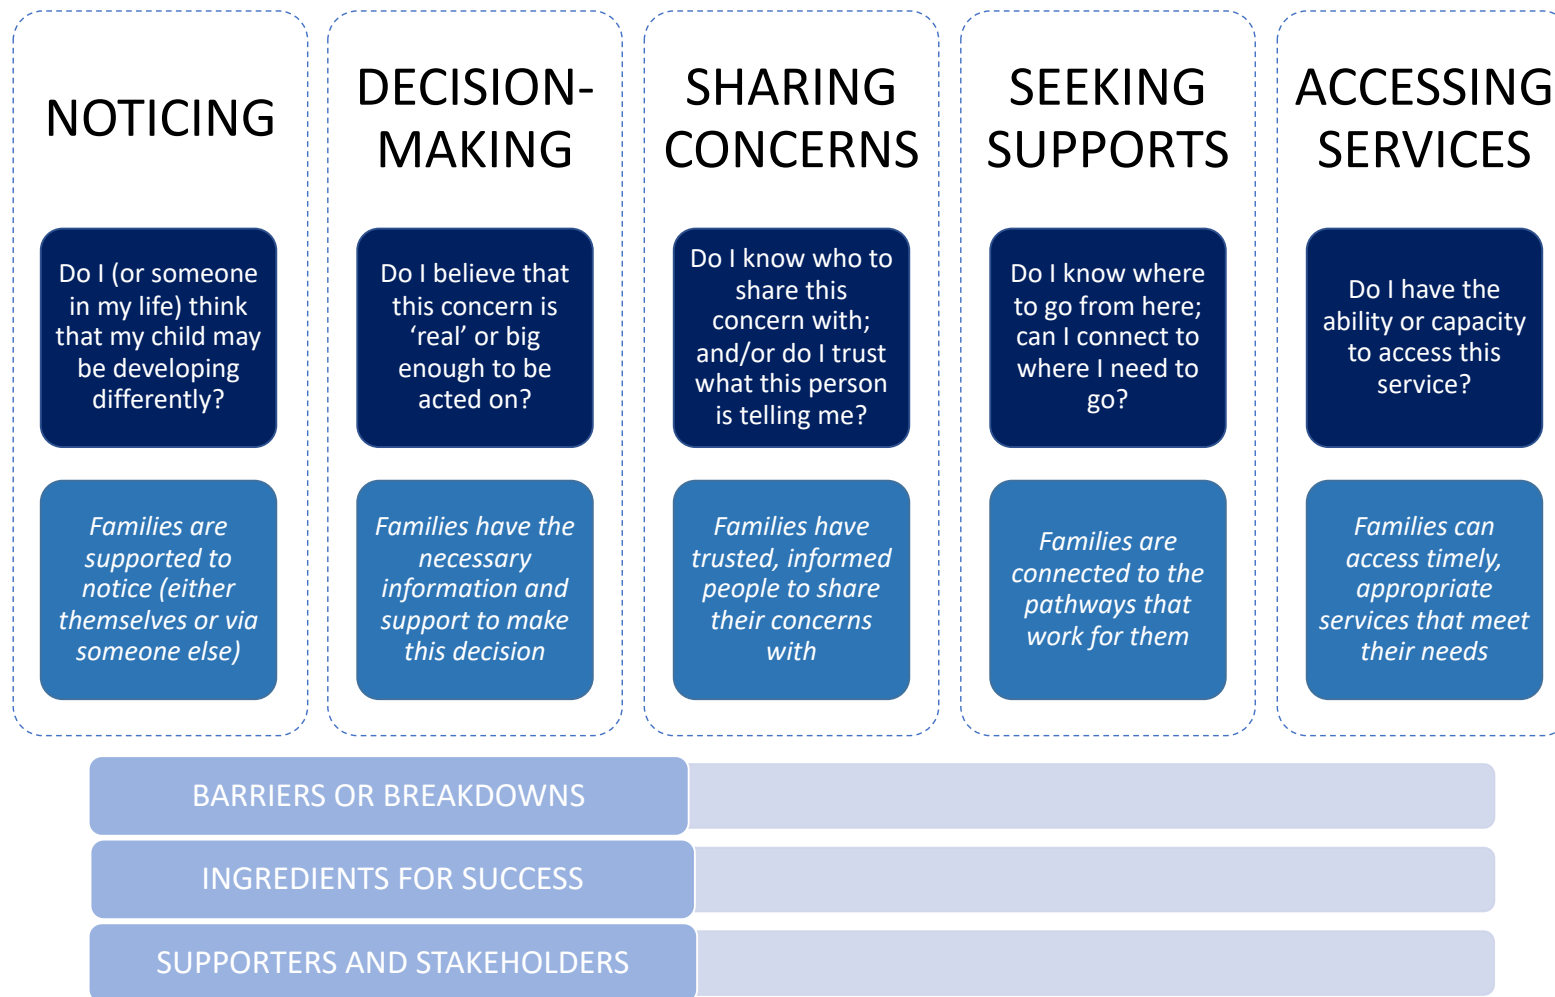 NOTICING
DECISION-
MAKING
SHARING
CONCERNS
SEEKING
SUPPORTS
ACCESSING
SERVICES
Do I (or someone
in my life) think
that my child may
be developing
differently?
Do I believe that
this concern is
‘real’ or big
enough to be
acted on?
Do I know who to
share this
concern with;
and/or do I trust
what this person
is telling me?
Do I know where
to go from here;
can I connect to
where I need to
go?
Do I have the
ability or capacity
to access this
service?
Families are
supported to
notice (either
themselves or via
someone else)
Families have the
necessary
information and
support to make
this decision
Families have
trusted, informed
people to share
their concerns
with
Families are
connected to the
pathways that
work for them
Families can
access timely,
appropriate
services that meet
their needs
BARRIERS OR BREAKDOWNS
INGREDIENTS FOR SUCCESS
SUPPORTERS AND STAKEHOLDERS